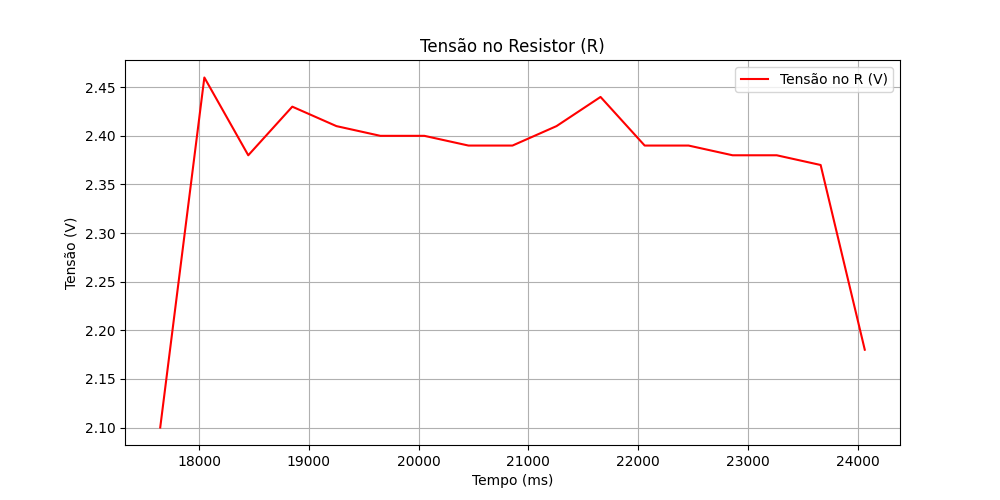 Tensão no Resistor (R)
Tensão no R (V)
2.45
2.40
2.35
2.30
2.25
2.20
2.15
2.10
Tensão (V)
18000 19000 20000 21000 22000 23000 24000
Tempo (ms)